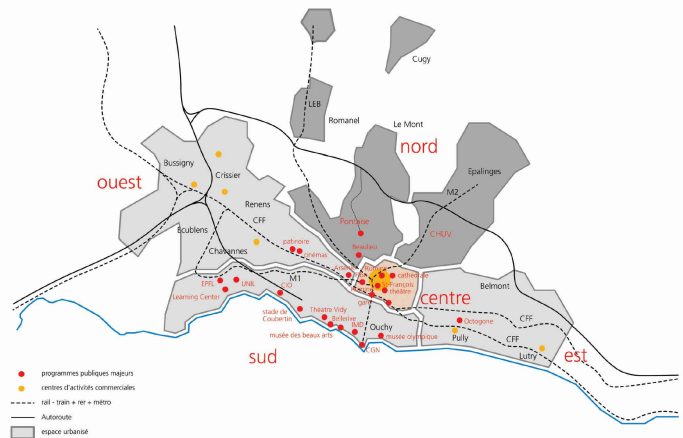 Cugy
LEB
Romanel
Le Mont
nord
Bussigny
Crissier
Epalinges
M2
ouest
Renens
Pontaise
CFF
CHUV
Ecublens
patinoire
cinémas
Beaulieu
Chavannes
cathédrale
St-François
théâtre
Belmont
M1
EPFL
UNIL
CIO
gare
centre
Learning Center
stade de
Coubertin
Théatre Vidy
Bellerive
IMD
Ouchy
Octogone
CFF
musée des beaux arts
musée olympique
Pully
CFF
CGN
Lutry
est
sud
programmes publiques majeurs
centres d'activités commerciales
rail - train + rer + métro
Autoroute
espace urbanisé